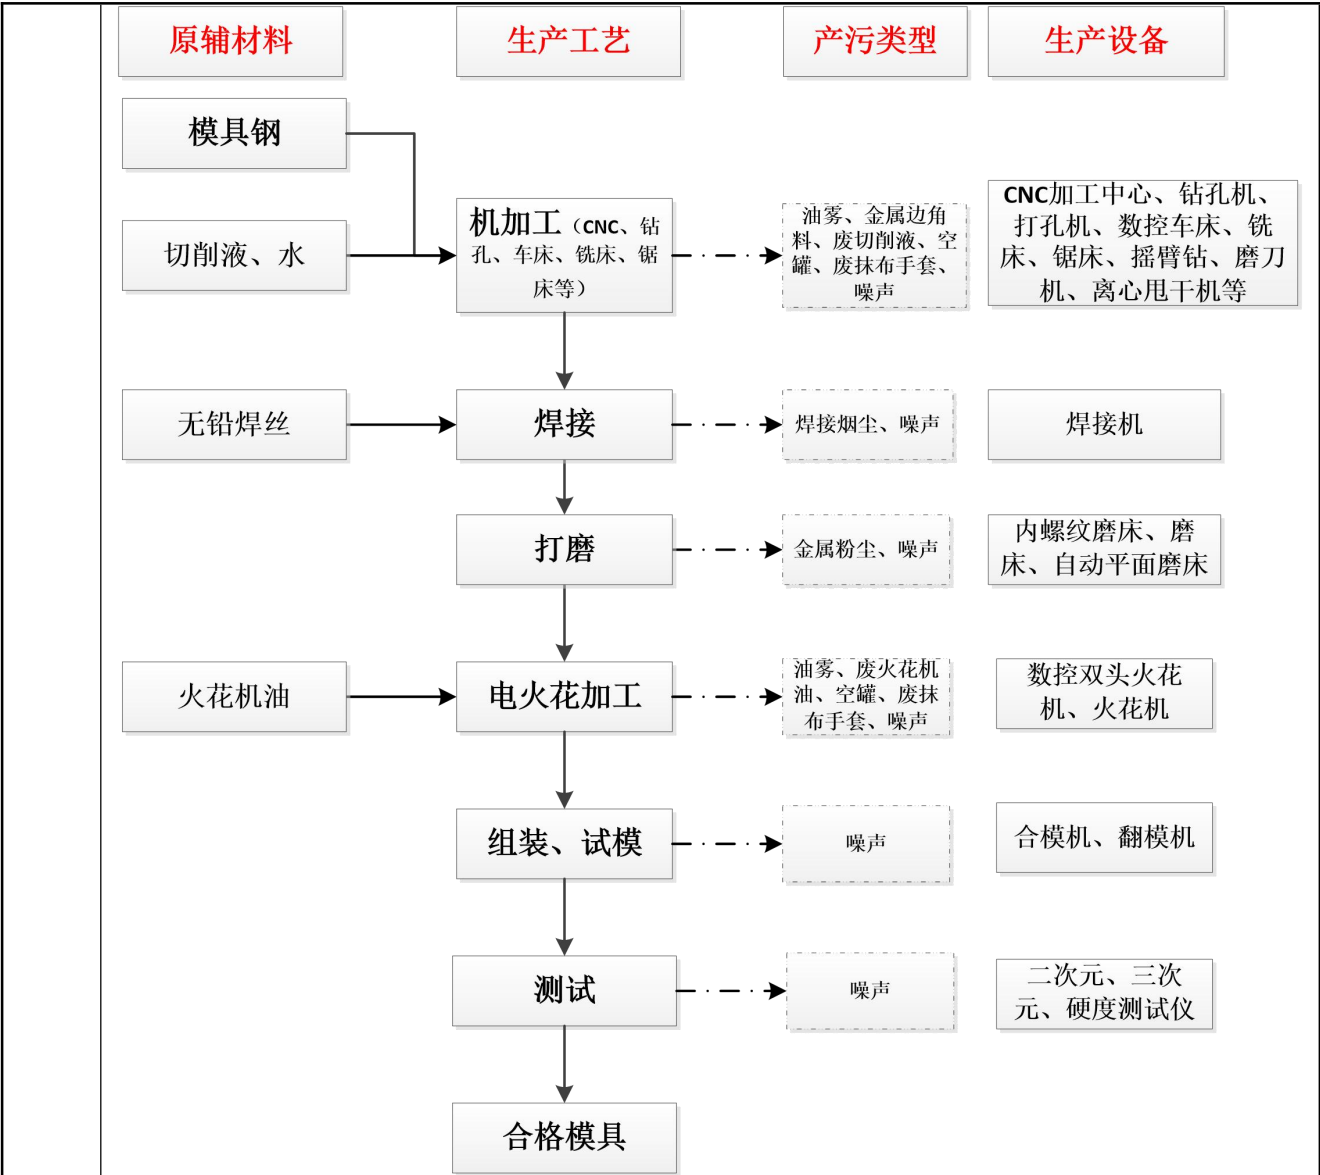 原辅材料
生产工艺
产污类型
生产设备
模具钢
切削液、水
机加工（CNC、钻
孔、车床、铣床、锯
床等）
油雾、金属边角
料、废切削液、空
罐、废抹布手套、
噪声
CNC加工中心、钻孔机、
打孔机、数控车床、铣
床、锯床、摇臂钻、磨刀
机、离心甩干机等
无铅焊丝
焊接
焊接烟尘、噪声
焊接机
打磨
金属粉尘、噪声
内螺纹磨床、磨
床、自动平面磨床
火花机油
电火花加工
油雾、废火花机
油、空罐、废抹
布手套、噪声
数控双头火花
机、火花机
组装、试模
噪声
合模机、翻模机
测试
噪声
二次元、三次
元、硬度测试仪
合格模具